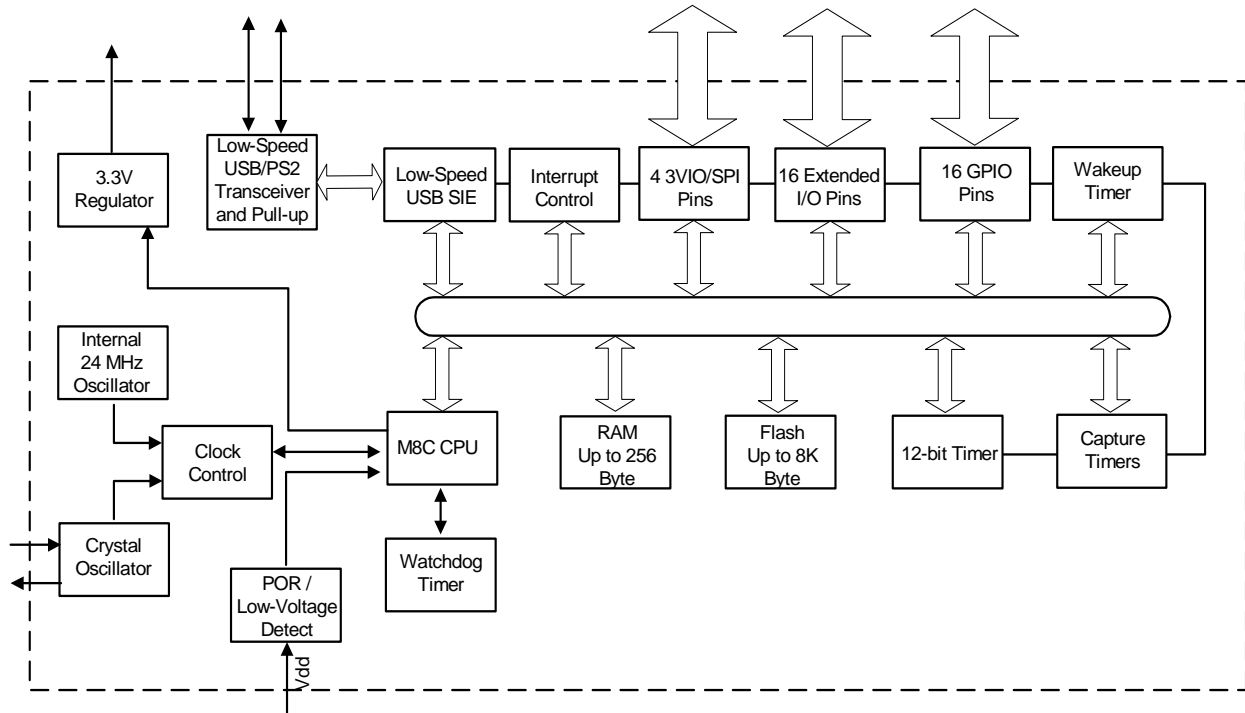 3.3V
Regulator
Low-Speed
USB/PS2
Transceiver
and Pull-up
Low-Speed
USB SIE
Interrupt
Control
4 3VIO/SPI
Pins
16 Extended
I/O Pins
16 GPIO
Pins
Wakeup
Timer
Internal
24 MHz
Oscillator
Clock
Control
Crystal
Oscillator
M8C CPU
RAM
Up to 256
Byte
Flash
Up to 8K
Byte
12-bit Timer
Capture
Timers
Watchdog
Timer
POR /
Low-Voltage
Detect
Vdd